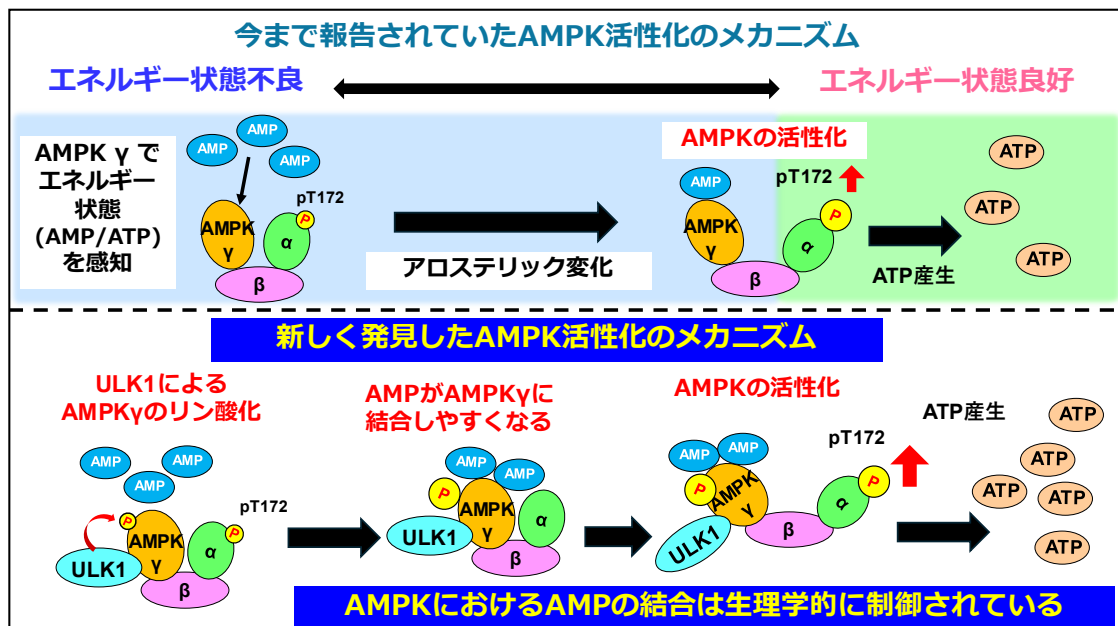 今まで報告されていたAMPK活性化のメカニズム
エネルギー状態不良
エネルギー状態良好
AMPK γ で
エネルギー
状態
(AMP/ATP)
を感知
AMP
AMP
AMP
pT172
P
AMPK
γ
α
β
アロステリック変化
AMPKの活性化
AMP
pT172
P
AMPK
γ
α
β
ATP産生
ATP
ATP
ATP
新しく発見したAMPK活性化のメカニズム
ULK1による
AMPKγのリン酸化
AMP
AMP
AMP
pT172
P
P
AMPK
γ
α
ULK1
β
AMPがAMPKγに
結合しやすくなる
AMP
AMP
P
AMPK
γ
α
ULK1
β
AMPKの活性化
AMP
AMP
pT172
P
P
AMPK
γ
α
ULK1
β
ATP産生
ATP
ATP
ATP
ATP
ATP
AMPKにおけるAMPの結合は生理学的に制御されている